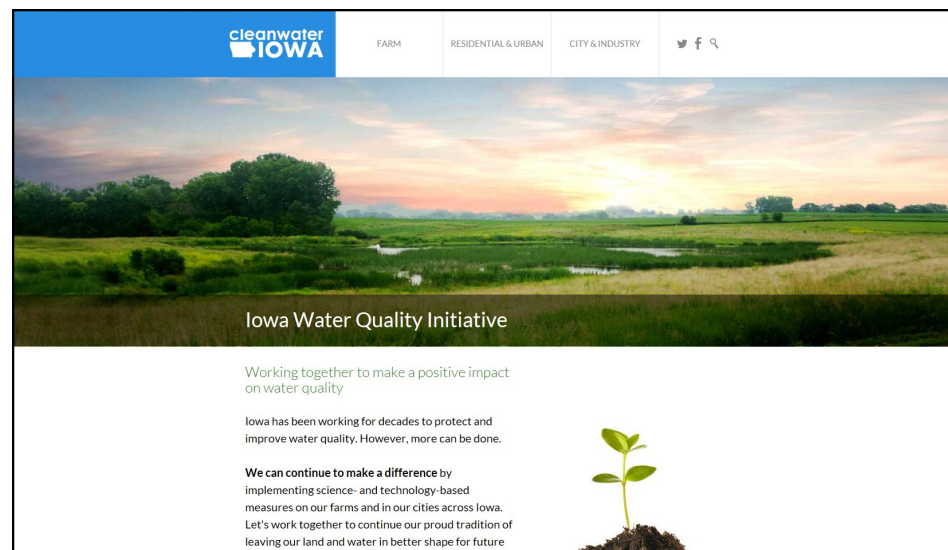 cleanwater
IOWA
FARM
RESIDENTIAL & URBAN
CITY & INDUSTRY
Iowa Water Quality Initiative
Working together to make a positive impact
on water quality
Iowa has been working for decades to protect and
improve water quality. However, more can be done.
We can continue to make a difference by
implementing science- and technology-based
measures on our farms and in our cities across Iowa.
Let's work together to continue our proud tradition of
leaving our land and water in better shape for future